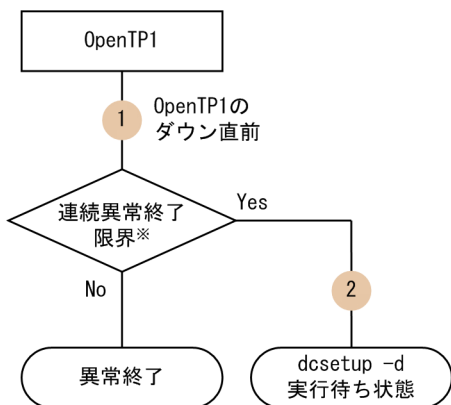 OpenTP1
1
OpenTP1の
ダウン直前
連続異常終了
限界※
Yes
No
2
異常終了
dcsetup -d
実行待ち状態